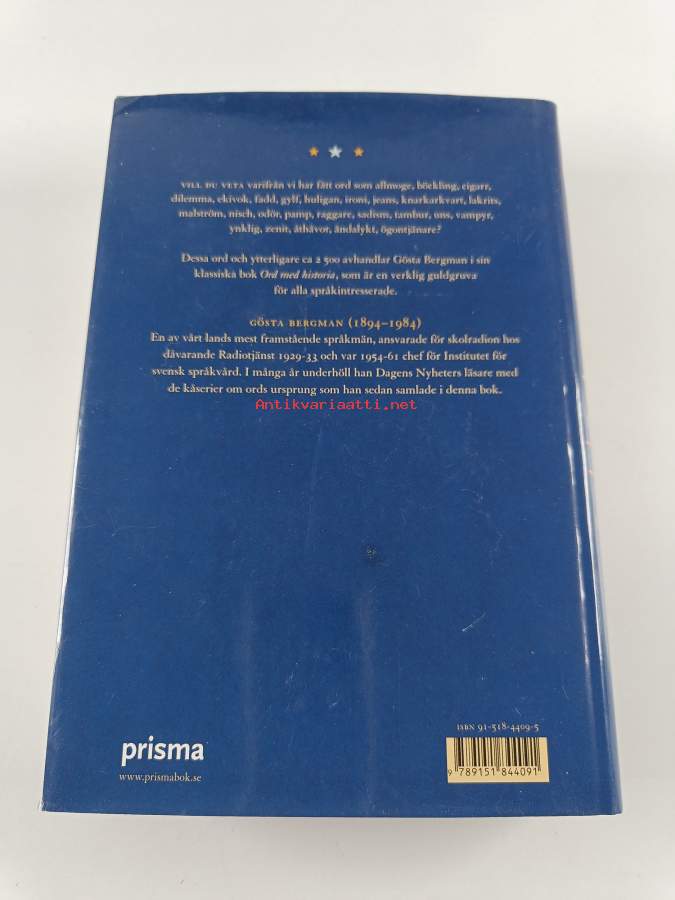 VILL DU VETA varifrån vi har fått ord som allmoge, böckling, cigarr,
dilemma, ekivok, fadd, gylf, huligan, ironi, jeans, knarkarkvart, lakrits,
malström, nisch, odör, pamp, raggare, sadism, tambur, uns, vampyr,
ynklig, zenit, åthävor, ändalykt, ögontjänare?
Dessa ord och ytterligare ca 2 500 avhandlar Gösta Bergman i sin
klassiska bok Ord med historia, som är en verklig guldgruva
för alla språkintresserade.
GÖSTA BERGMAN (1894–1984)
En av vårt lands mest framstående språkmän, ansvarade för skolradion hos
dåvarande Radiotjänst 1929-33 och var 1954-61 chef för Institutet för
svensk språkvård. I många år underhöll han Dagens Nyheters läsare med
de kåserier om ords ursprung som han sedan samlade i denna bok.
Antikvariaatti.net
ISBN 91-518-4409-5
9 789151 844091
prisma
www.prismabok.se